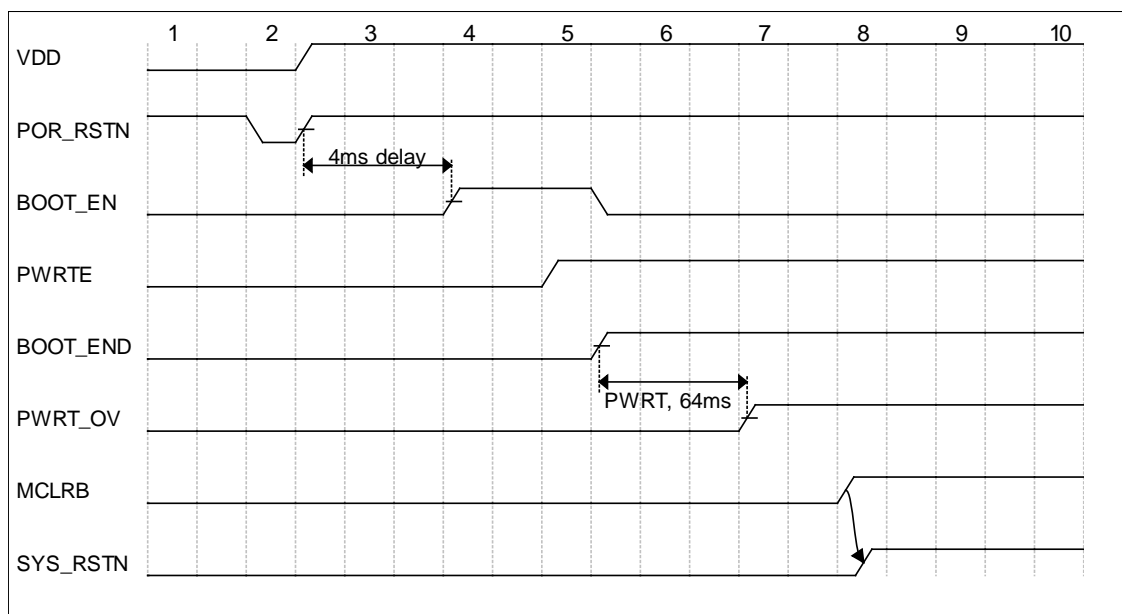 1 2 3 4 5 6 7 8 9 10
VDD
POR_RSTN
4ms delay
BOOT_EN
PWRTE
BOOT_END
PWRT, 64ms
PWRT_OV
MCLRB
SYS_RSTN